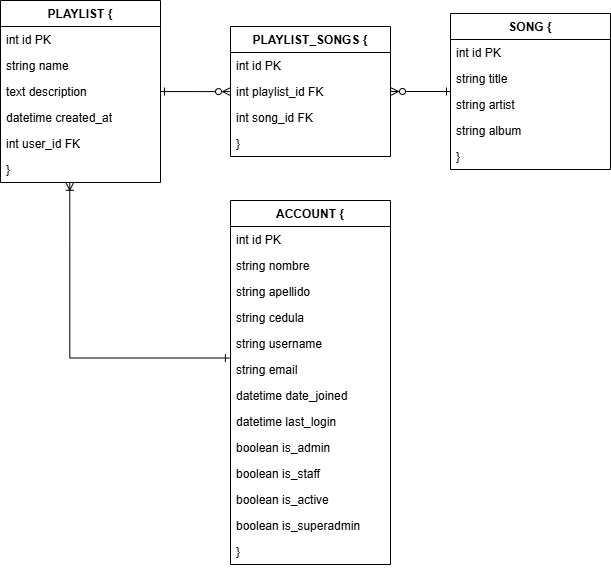 PLAYLIST {
int id PK
string name
text description
datetime created_at
int user_id FK
}
PLAYLIST_SONGS {
int id PK
int playlist_id FK
int song_id FK
}
SONG {
int id PK
string title
string artist
string album
}
ACCOUNT {
int id PK
string nombre
string apellido
string cedula
string username
string email
datetime date_joined
datetime last_login
boolean is_admin
boolean is_staff
boolean is_active
boolean is_superadmin
}